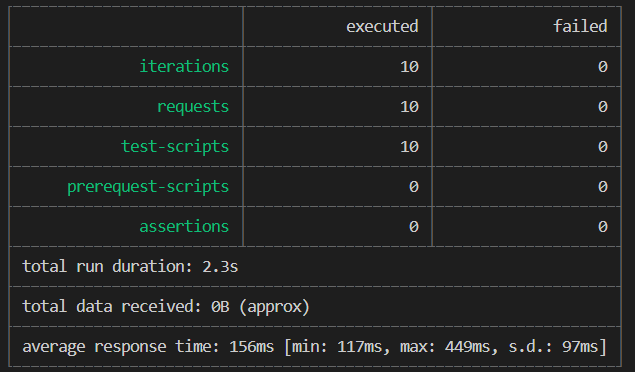 executed failed
iterations 10 0
requests 10 0
test-scripts 10 0
prerequest-scripts 0 0
assertions 0 0
total run duration: 2.3s
total data received: 0B (approx)
average response time: 156ms [min: 117ms, max: 449ms, s.d.: 97ms]